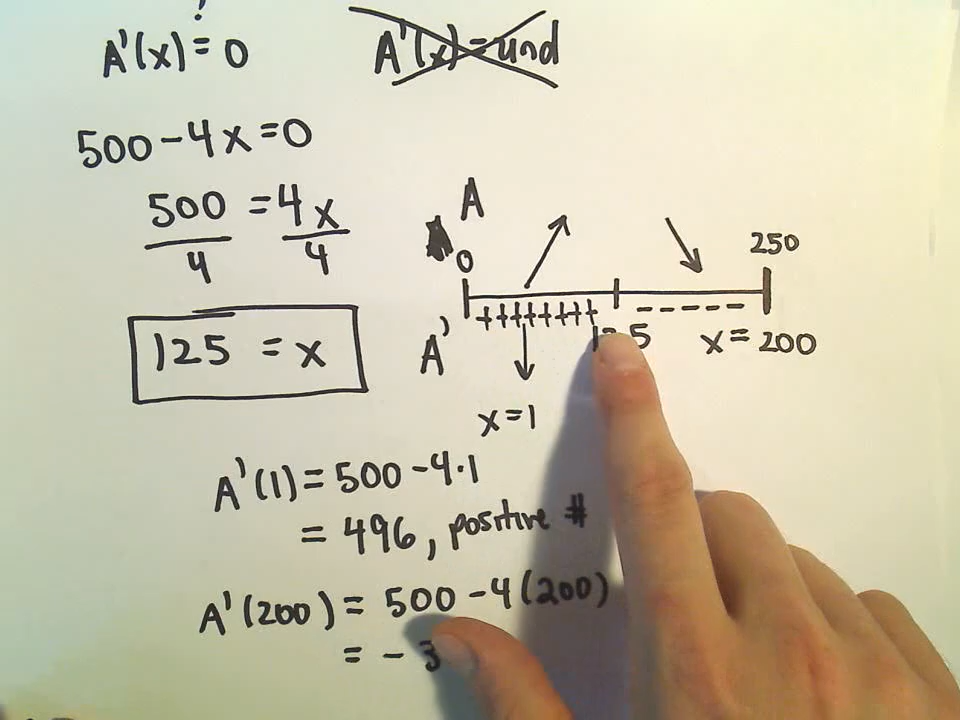 ?
A'(x) = 0
A'(x) = und
500 - 4x = 0
500 = 4x
4 4
125 = x
A
0
250
A'
x = 200
x = 1
A'(1) = 500 - 4 · 1
= 496, positive #
A'(200) = 500 - 4(200)
= - 3